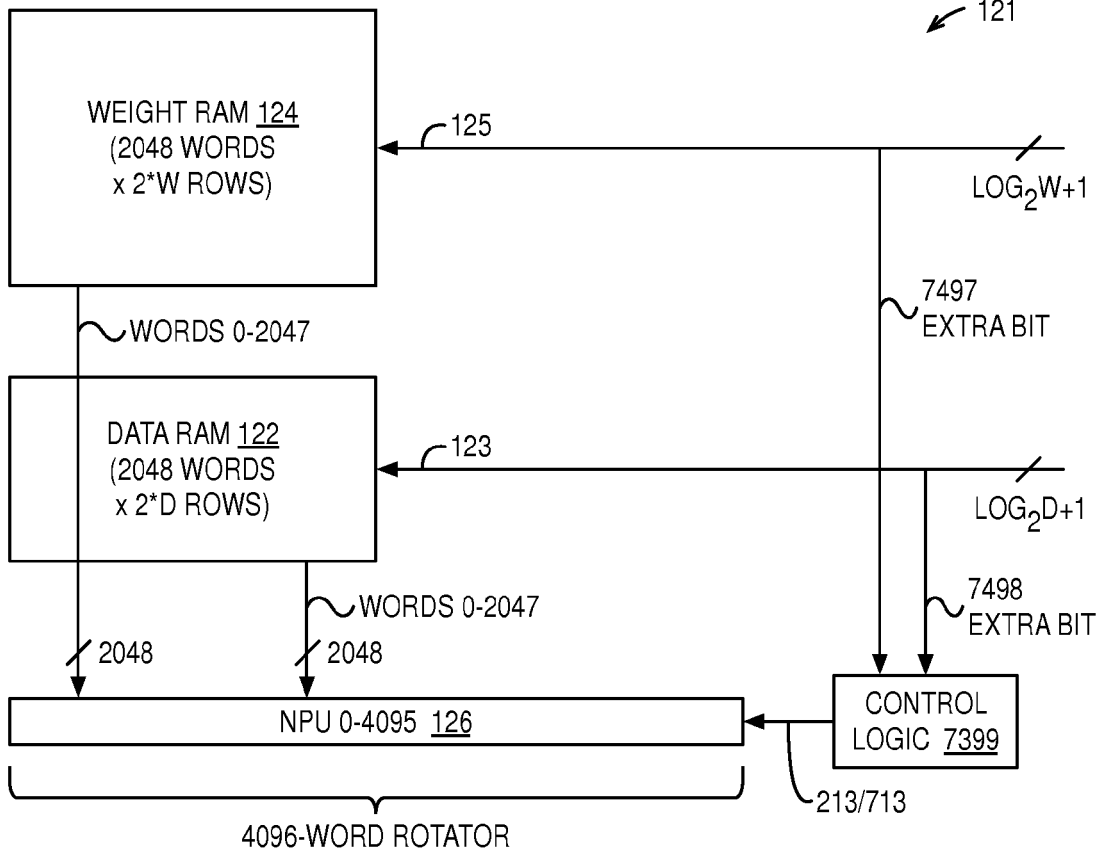 121
WEIGHT RAM 124
(2048 WORDS
x 2*W ROWS)
125
LOG2W+1
7497
EXTRA BIT
WORDS 0-2047
DATA RAM 122
(2048 WORDS
x 2*D ROWS)
123
LOG2D+1
7498
EXTRA BIT
WORDS 0-2047
2048
2048
NPU 0-4095 126
CONTROL
LOGIC 7399
213/713
4096-WORD ROTATOR